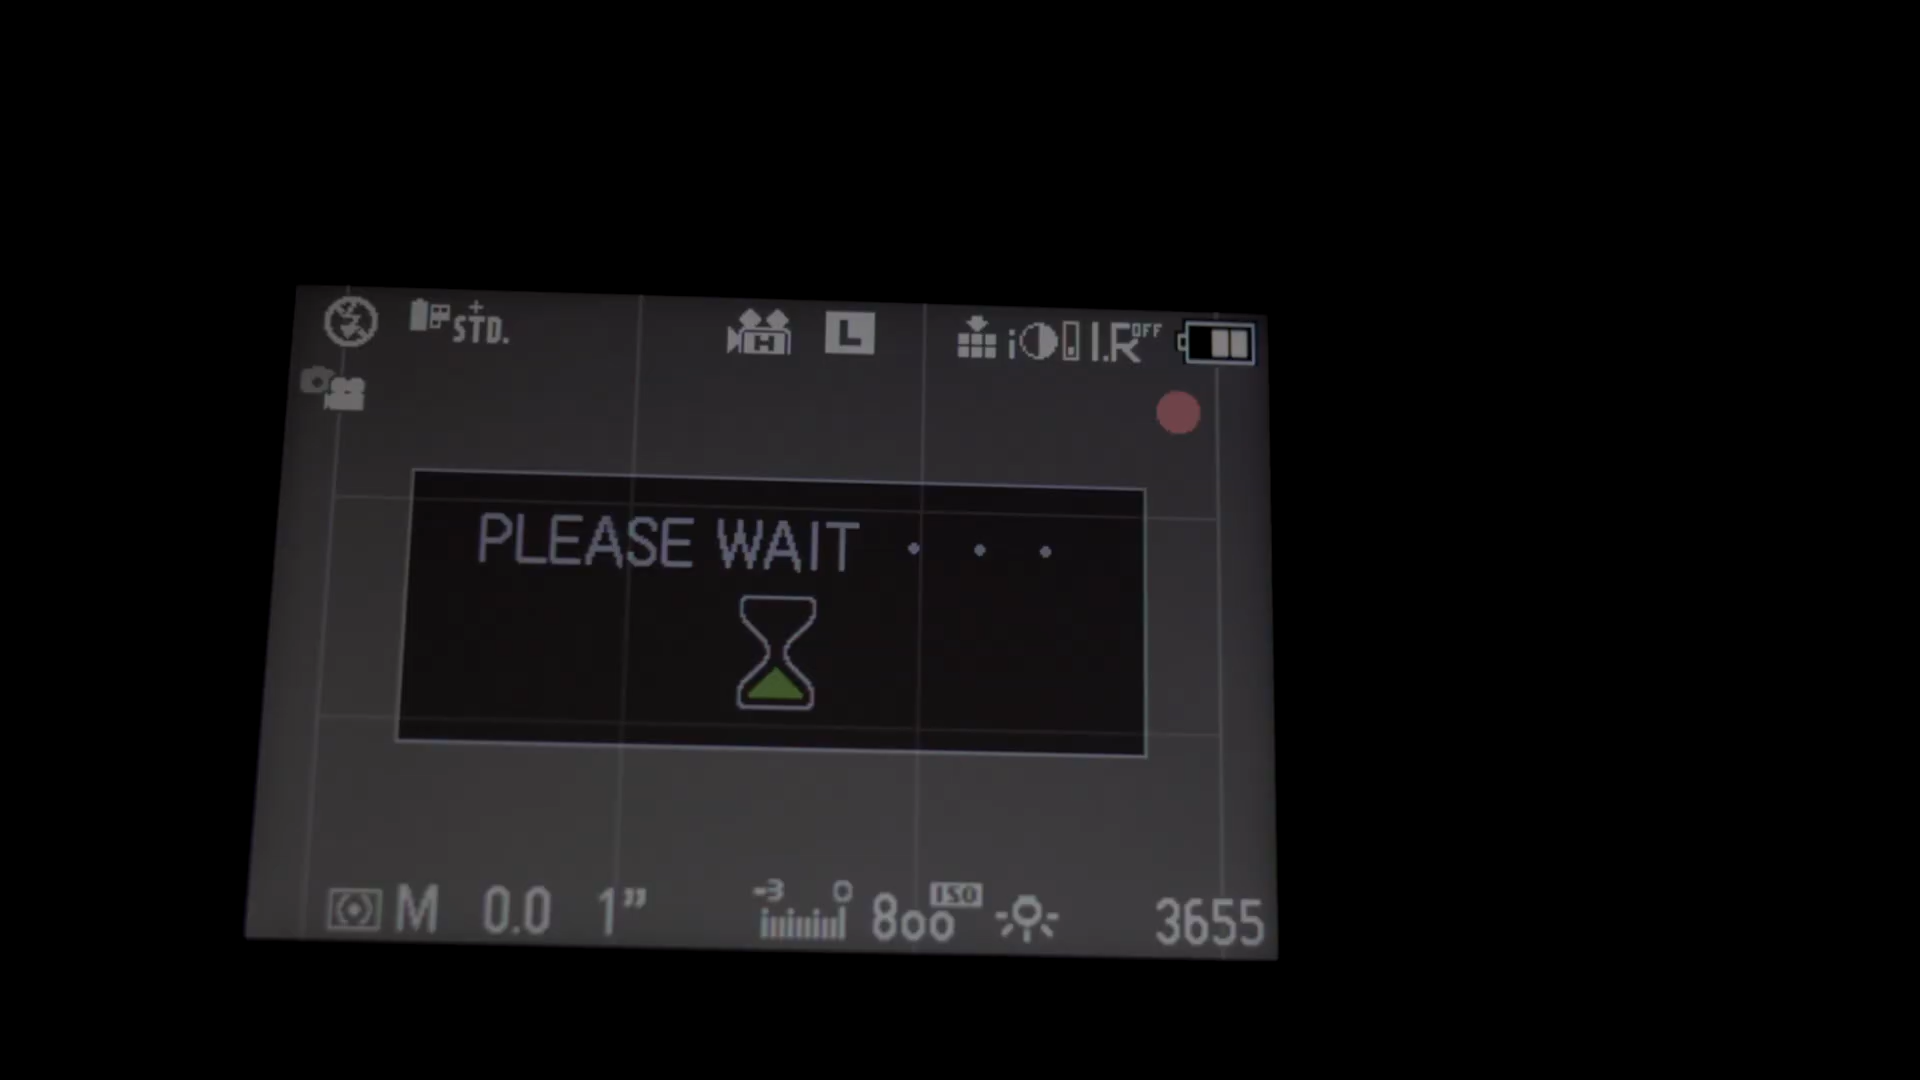 STD. H L i I.R OFF
PLEASE WAIT . . .
M 0.0 1” -3 0 800 ISO 3655